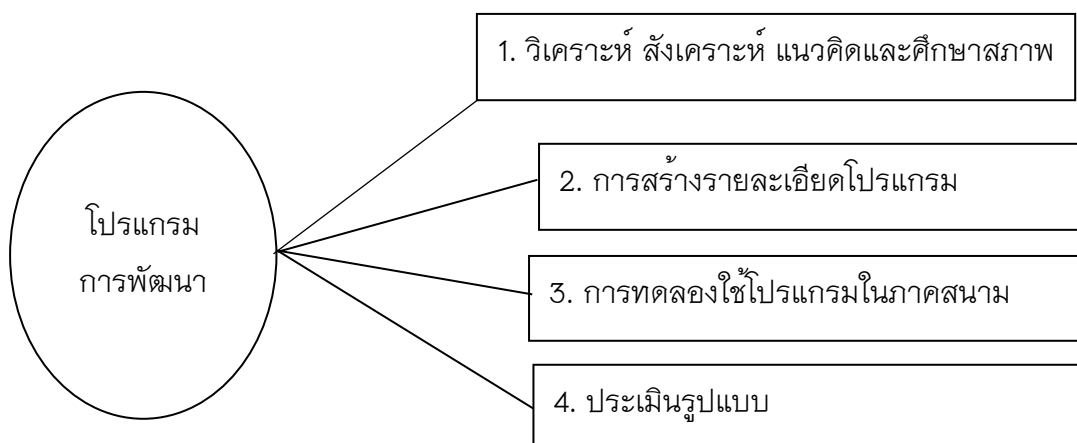 โปรแกรม
การพัฒนา
1. วิเคราะห์ สังเคราะห์ แนวคิดและศึกษาสภาพ
2. การสร้างรายละเอียดโปรแกรม
3. การทดลองใช้โปรแกรมในภาคสนาม
4. ประเมินรูปแบบ